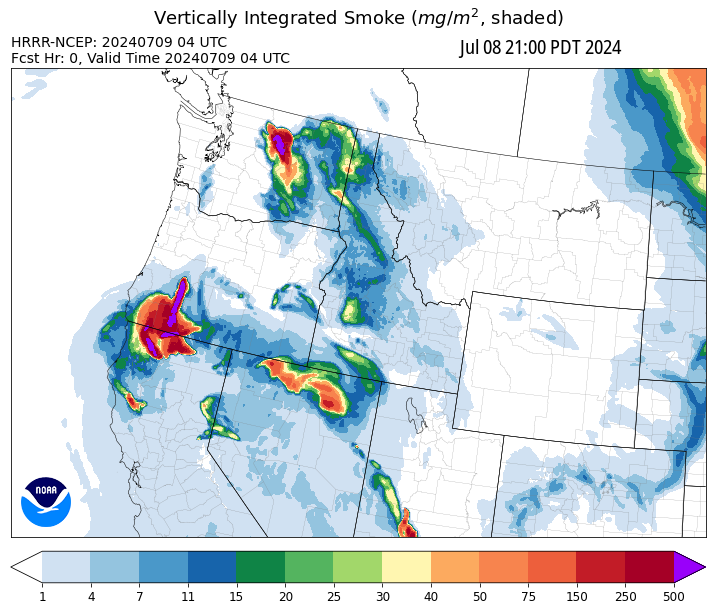 Vertically Integrated Smoke (mg/m², shaded)
HRRR-NCEP: 20240709 04 UTC
Jul 08 21:00 PDT 2024
Fcst Hr: 0, Valid Time 20240709 04 UTC
NOAA
1 4 7 11 15 20 25 30 40 50 75 150 250 500